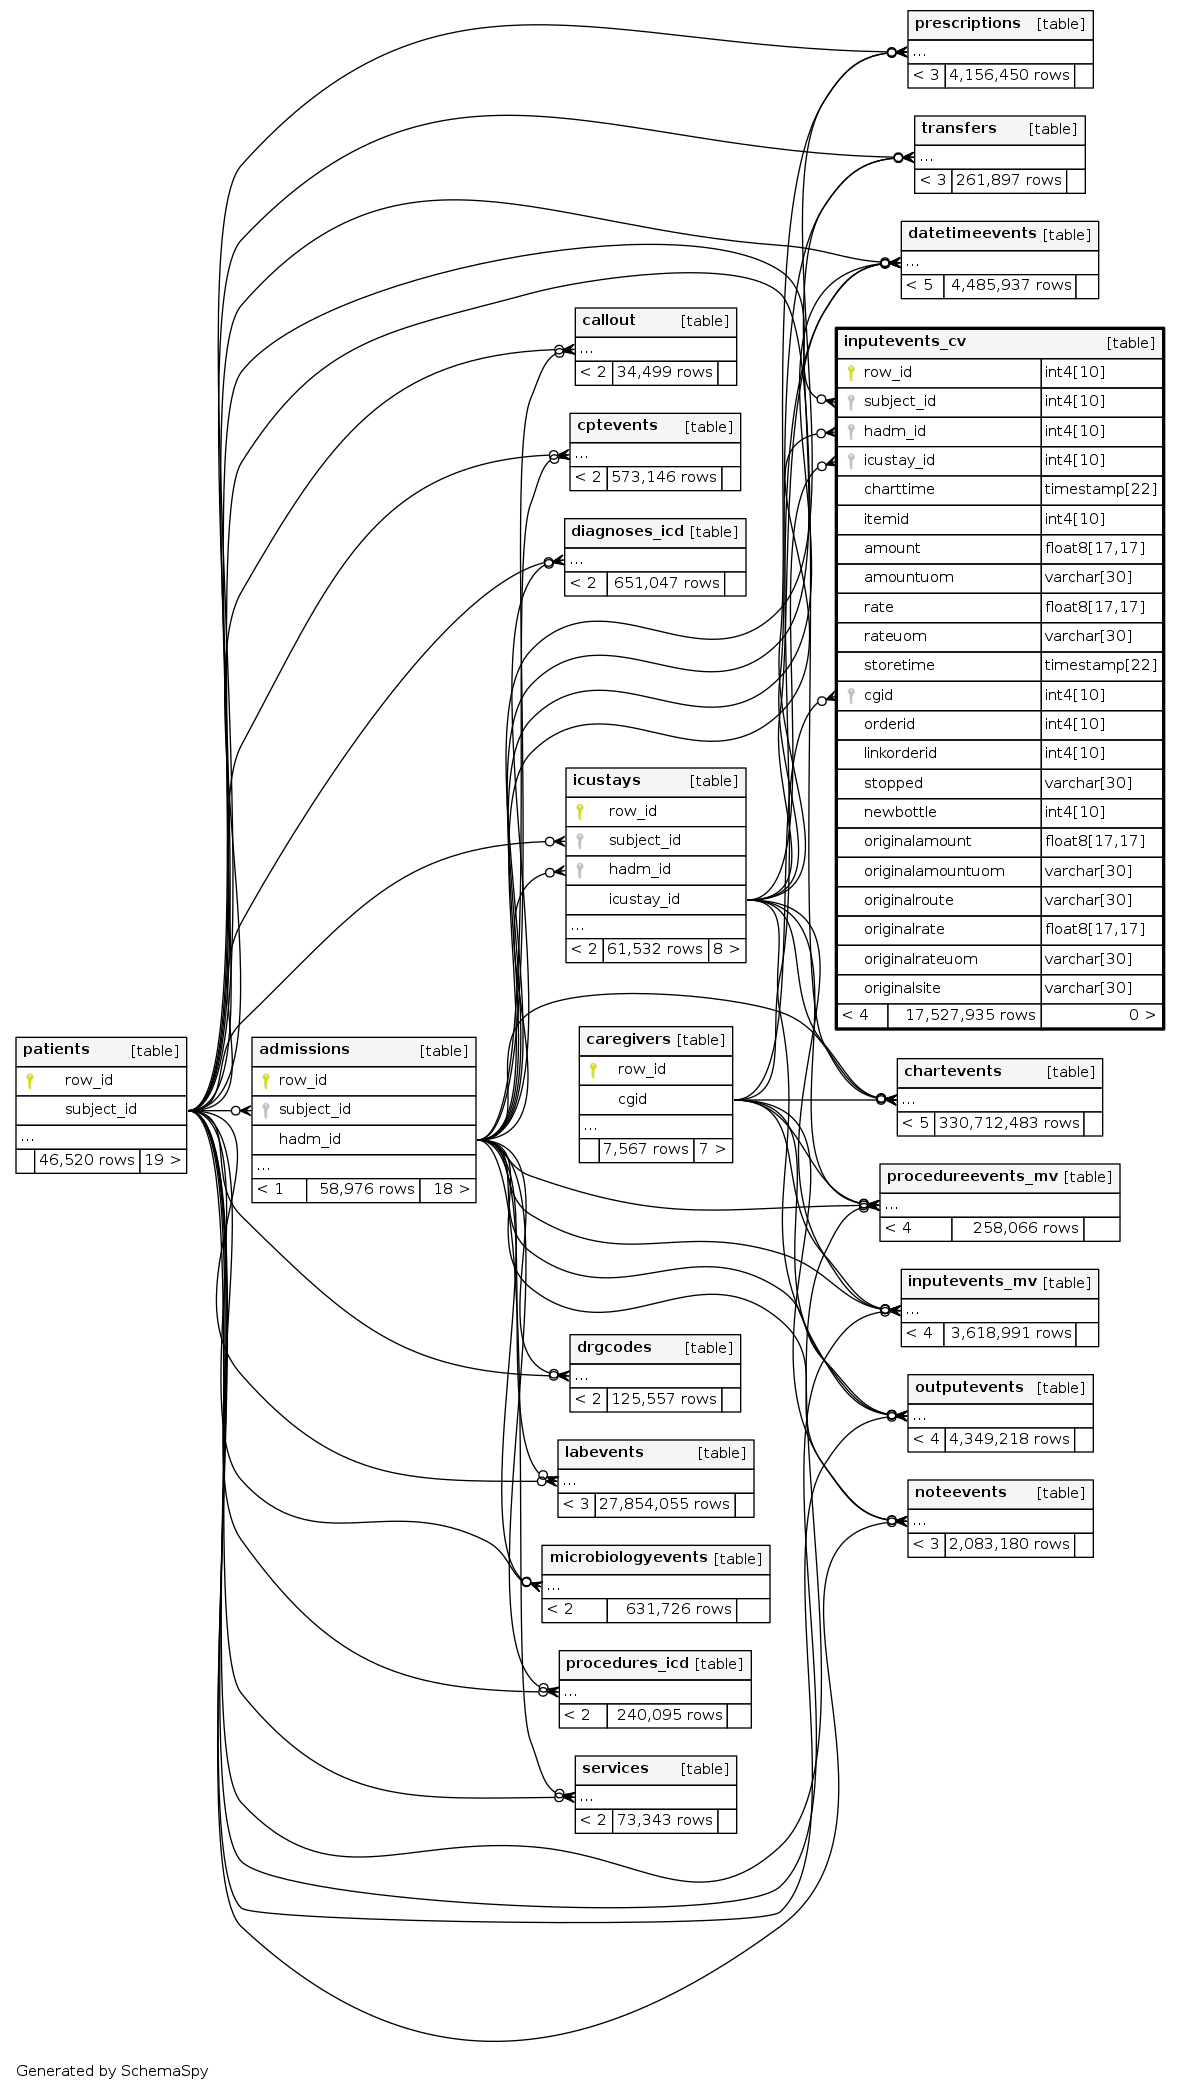 prescriptions [table]
...
< 3 4,156,450 rows
transfers [table]
...
< 3 261,897 rows
datetimeevents [table]
...
< 5 4,485,937 rows
callout [table]
...
< 2 34,499 rows
cptevents [table]
...
< 2 573,146 rows
diagnoses_icd [table]
...
< 2 651,047 rows
inputevents_cv [table]
row_id int4[10]
subject_id int4[10]
hadm_id int4[10]
icustay_id int4[10]
charttime timestamp[22]
itemid int4[10]
amount float8[17,17]
amountuom varchar[30]
rate float8[17,17]
rateuom varchar[30]
storetime timestamp[22]
cgid int4[10]
orderid int4[10]
linkorderid int4[10]
stopped varchar[30]
newbottle int4[10]
originalamount float8[17,17]
originalamountuom varchar[30]
originalroute varchar[30]
originalrate float8[17,17]
originalrateuom varchar[30]
originalsite varchar[30]
< 4 17,527,935 rows 0 >
icustays [table]
row_id
subject_id
hadm_id
icustay_id
...
< 2 61,532 rows 8 >
patients [table]
row_id
subject_id
...
46,520 rows 19 >
admissions [table]
row_id
subject_id
hadm_id
...
< 1 58,976 rows 18 >
caregivers [table]
row_id
cgid
...
7,567 rows 7 >
chartevents [table]
...
< 5 330,712,483 rows
procedureevents_mv [table]
...
< 4 258,066 rows
inputevents_mv [table]
...
< 4 3,618,991 rows
drgcodes [table]
...
< 2 125,557 rows
outputevents [table]
...
< 4 4,349,218 rows
labevents [table]
...
< 3 27,854,055 rows
noteevents [table]
...
< 3 2,083,180 rows
microbiologyevents [table]
...
< 2 631,726 rows
procedures_icd [table]
...
< 2 240,095 rows
services [table]
...
< 2 73,343 rows
Generated by SchemaSpy